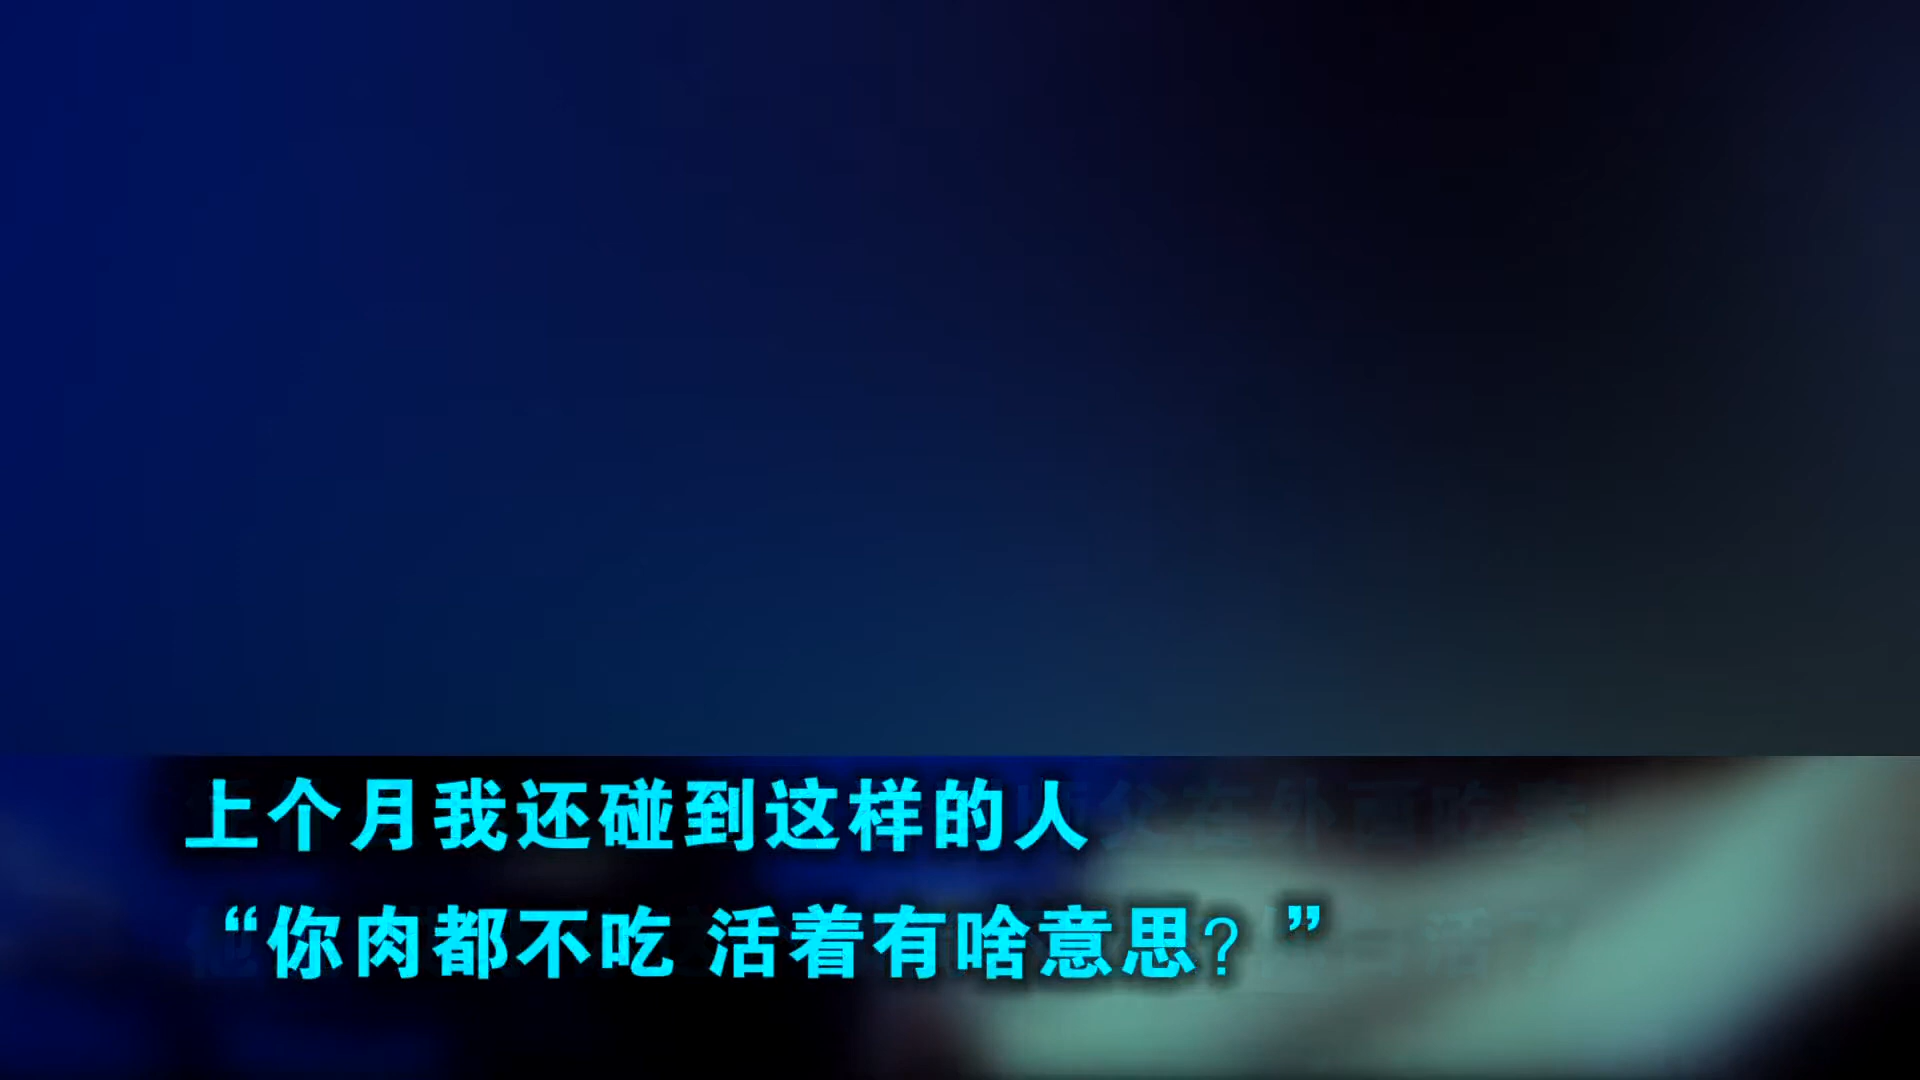 上个月我还碰到这样的人
“你肉都不吃 活着有啥意思？”